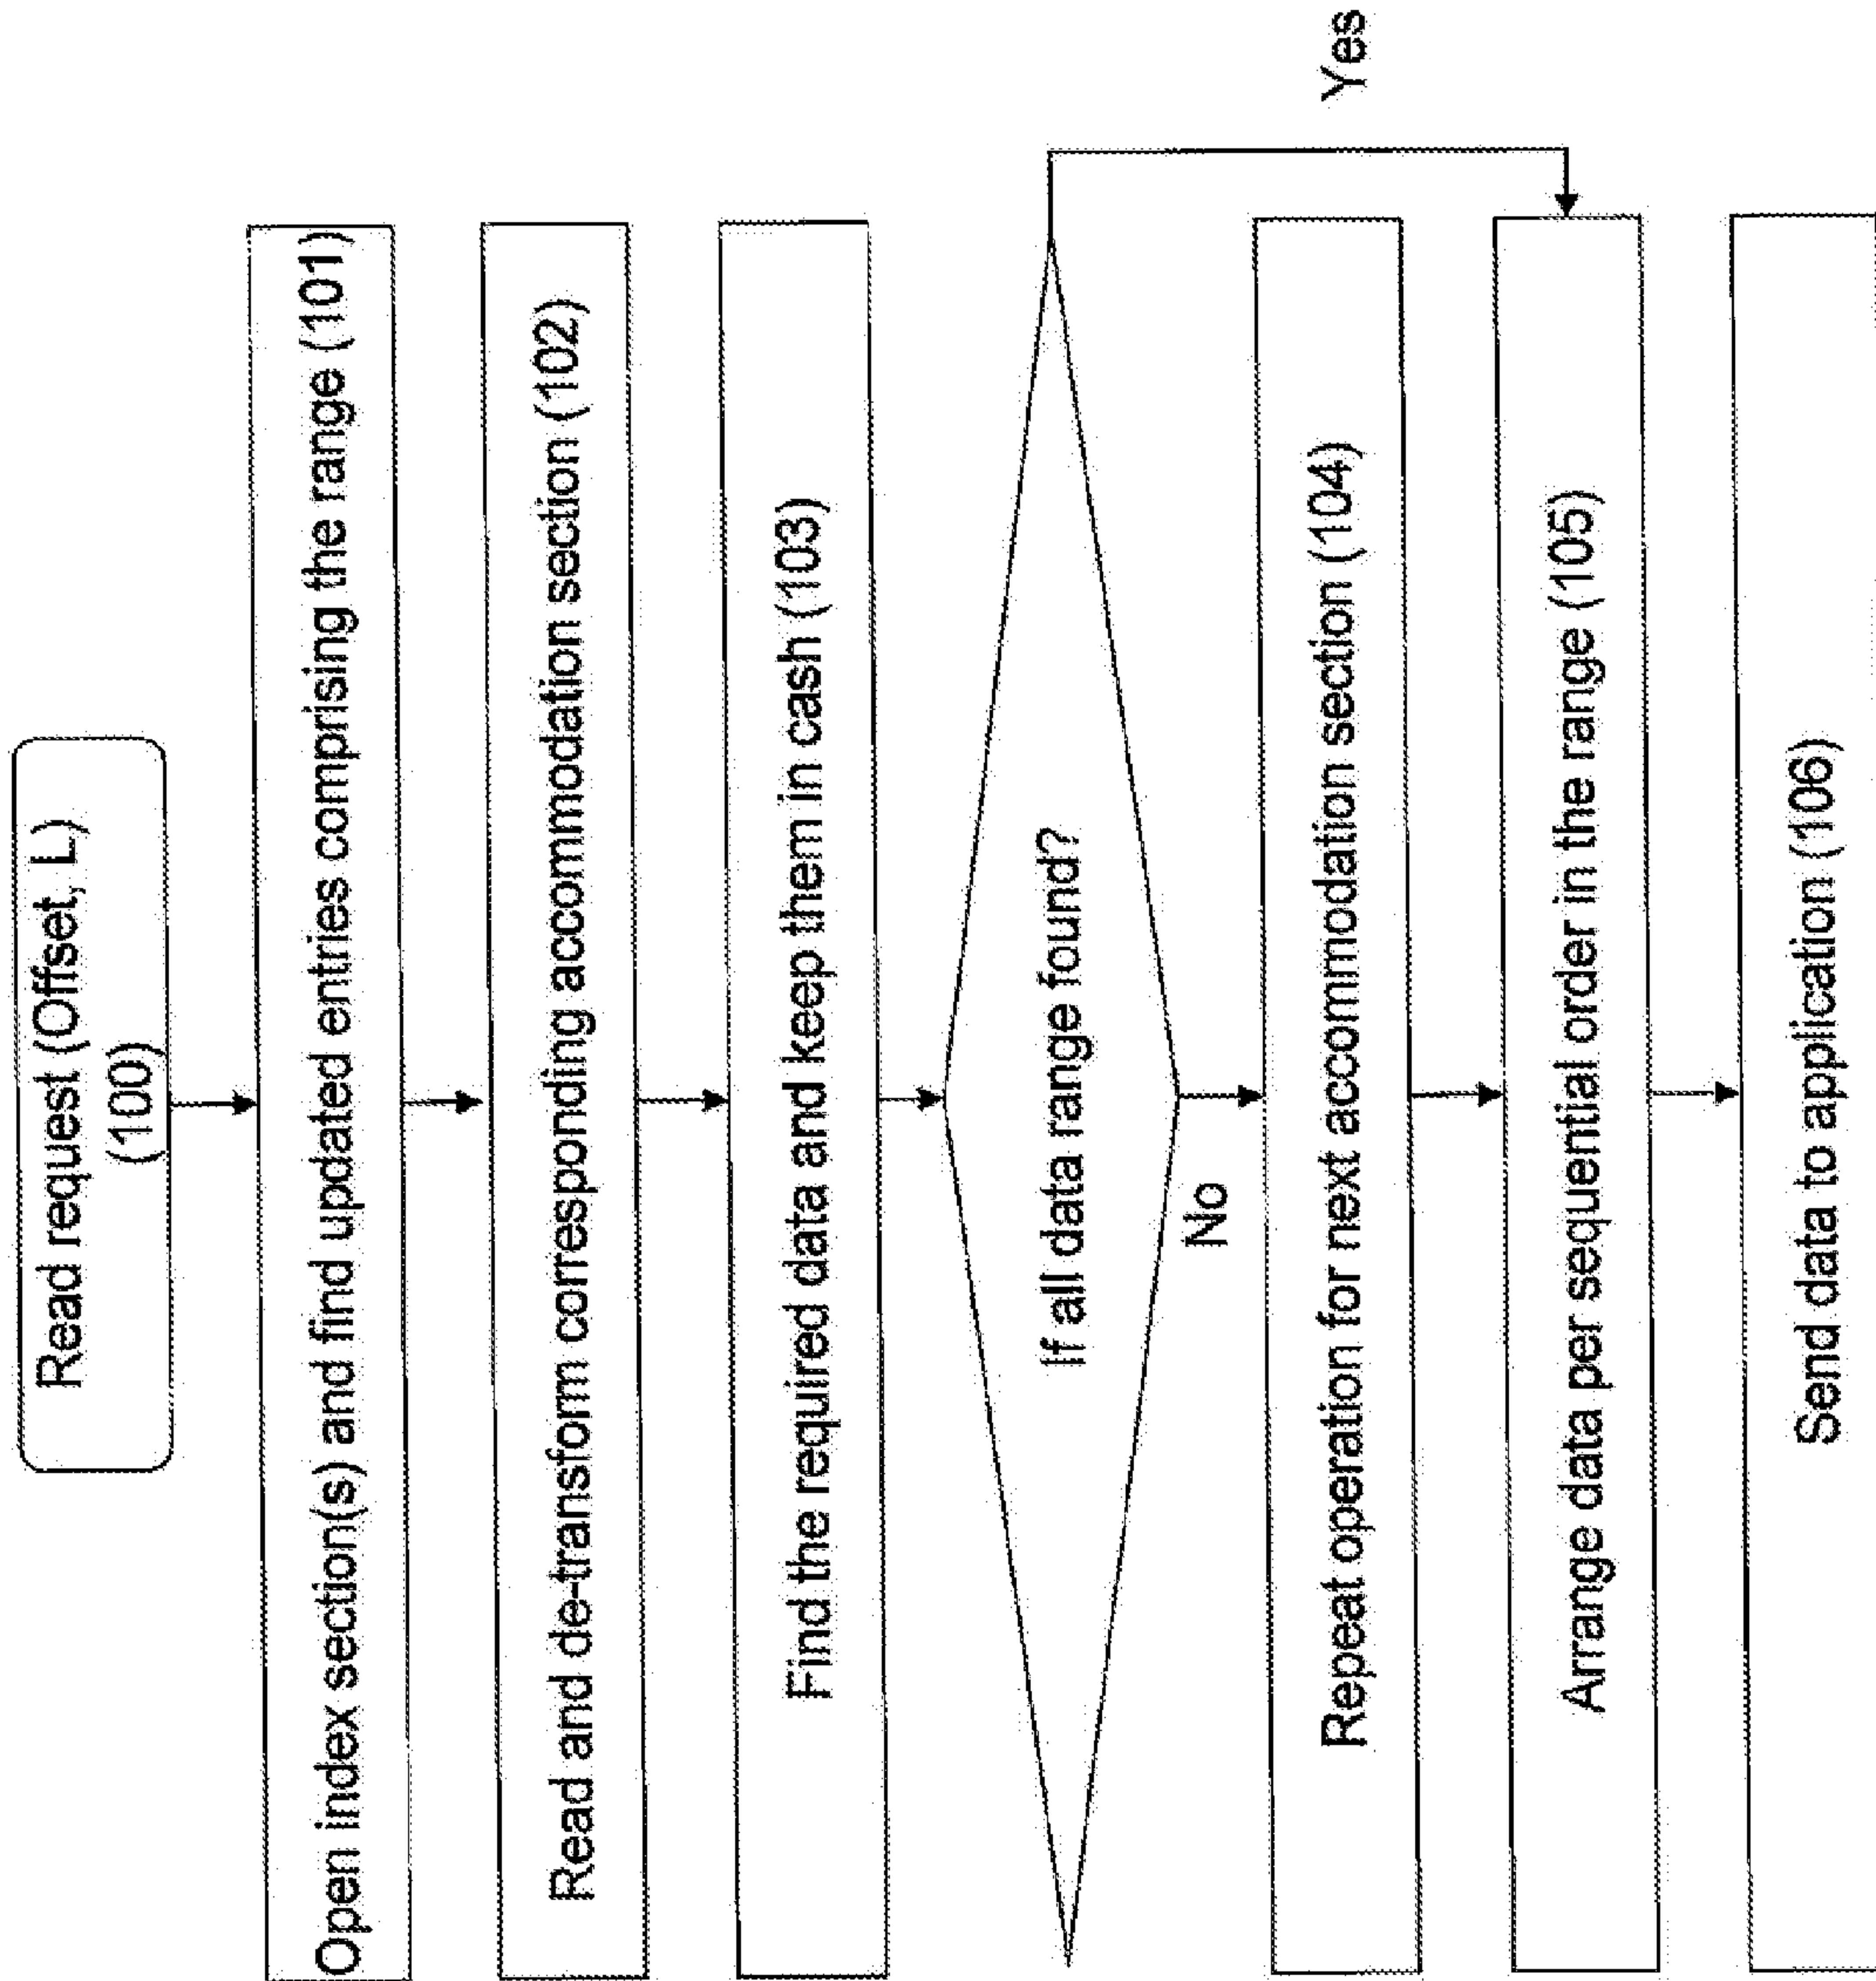 Read request (Offset, L)
(100)
Open index section(s) and find updated entries comprising the range (101)
Read and de-transform corresponding accommodation section (102)
Find the required data and keep them in cash (103)
If all data range found?
Yes
No
Repeat operation for next accommodation section (104)
Arrange data per sequential order in the range (105)
Send data to application (106)